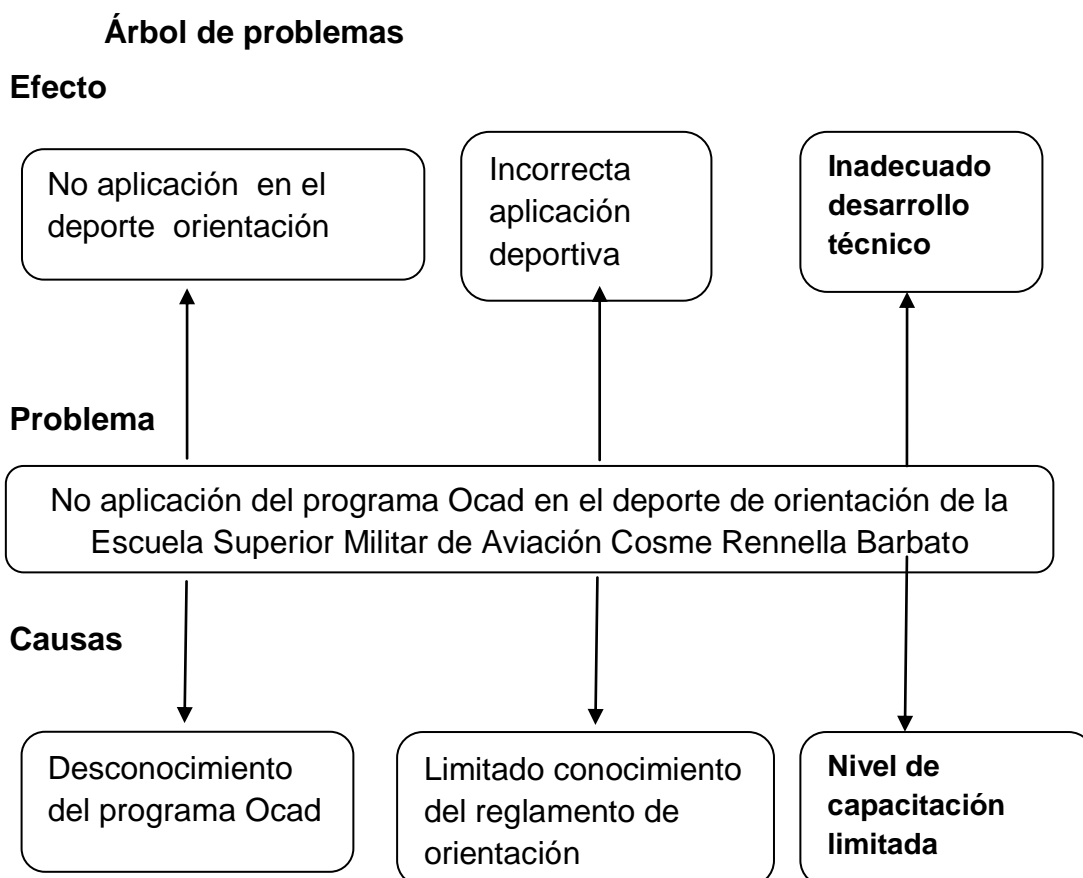 Árbol de problemas
Efecto
No aplicación en el
deporte orientación
Incorrecta
aplicación
deportiva
Inadecuado
desarrollo
técnico
Problema
No aplicación del programa Ocad en el deporte de orientación de la
Escuela Superior Militar de Aviación Cosme Rennella Barbato
Causas
Desconocimiento
del programa Ocad
Limitado conocimiento
del reglamento de
orientación
Nivel de
capacitación
limitada